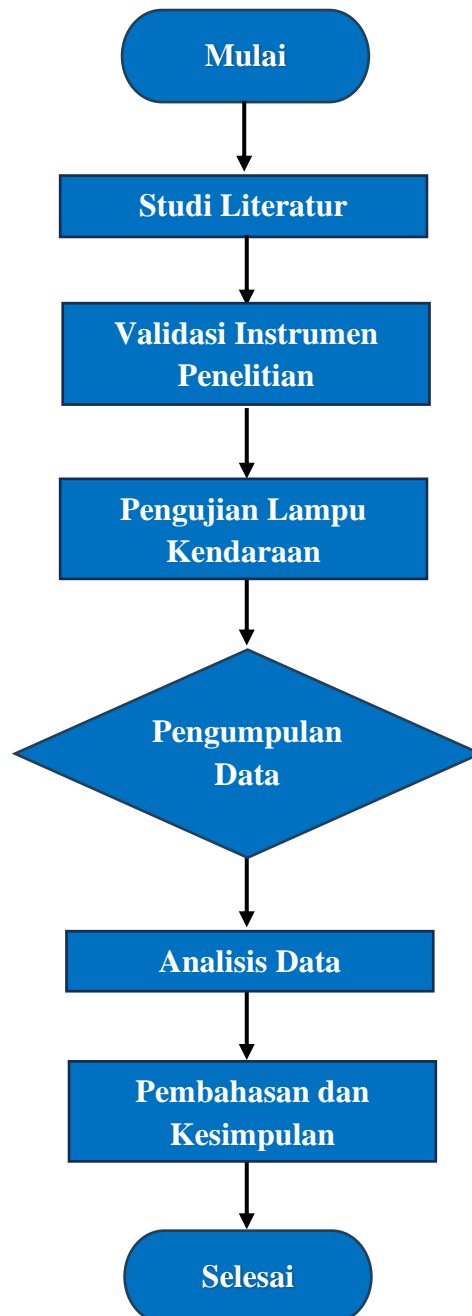 Mulai
Studi Literatur
Validasi Instrumen
Penelitian
Pengujian Lampu
Kendaraan
Pengumpulan
Data
Analisis Data
Pembahasan dan
Kesimpulan
Selesai